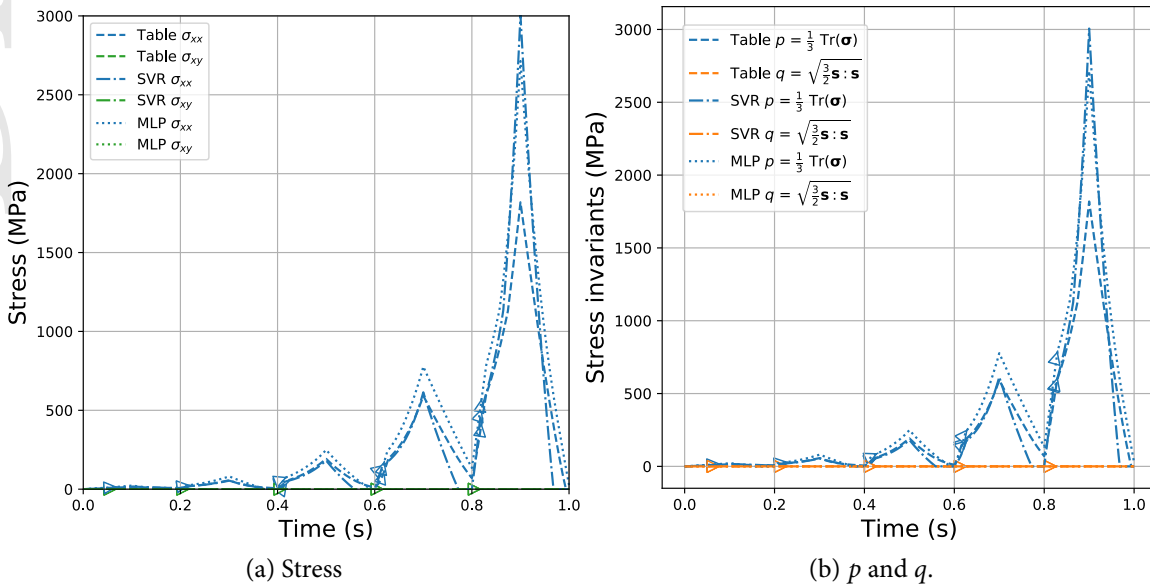 3000
2500
2000
1500
1000
500
0
Stress (MPa)
Table σxx
Table σxy
SVR σxx
SVR σxy
MLP σxx
MLP σxy
0.0 0.2 0.4 0.6 0.8 1.0
Time (s)
(a) Stress
3000
2500
2000
1500
1000
500
0
Stress invariants (MPa)
Table p = 1/3 Tr(σ)
Table q = √(3/2 s : s)
SVR p = 1/3 Tr(σ)
SVR q = √(3/2 s : s)
MLP p = 1/3 Tr(σ)
MLP q = √(3/2 s : s)
0.0 0.2 0.4 0.6 0.8 1.0
Time (s)
(b) p and q.